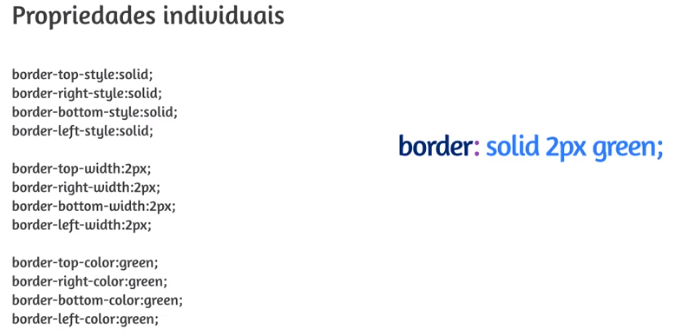 Propriedades individuais
border-top-style:solid;
border-right-style:solid;
border-bottom-style:solid;
border-left-style:solid;
border-top-width:2px;
border-right-width:2px;
border-bottom-width:2px;
border-left-width:2px;
border-top-color:green;
border-right-color:green;
border-bottom-color:green;
border-left-color:green;
border: solid 2px green;